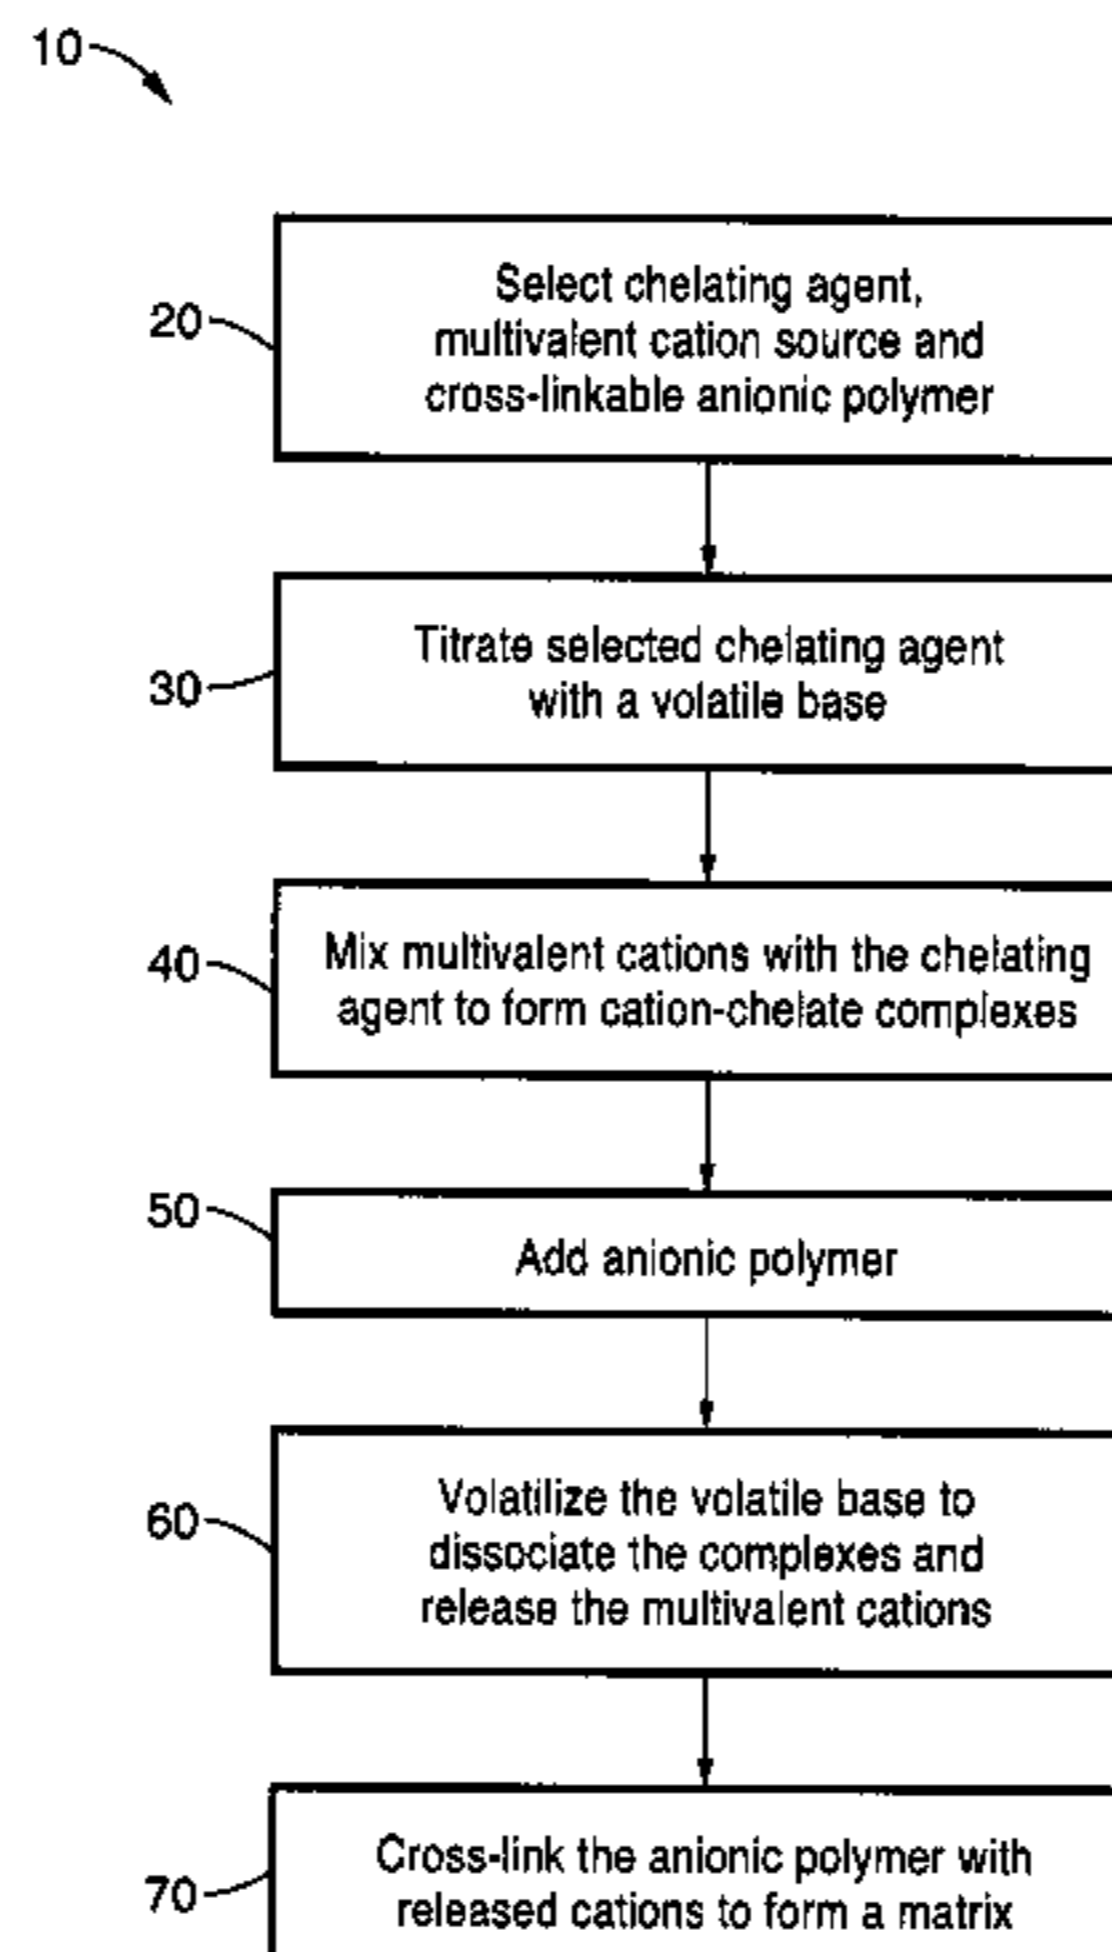 10
20
Select chelating agent,
multivalent cation source and
cross-linkable anionic polymer
30
Titrate selected chelating agent
with a volatile base
40
Mix multivalent cations with the chelating
agent to form cation-chelate complexes
50
Add anionic polymer
60
Volatilize the volatile base to
dissociate the complexes and
release the multivalent cations
70
Cross-link the anionic polymer with
released cations to form a matrix